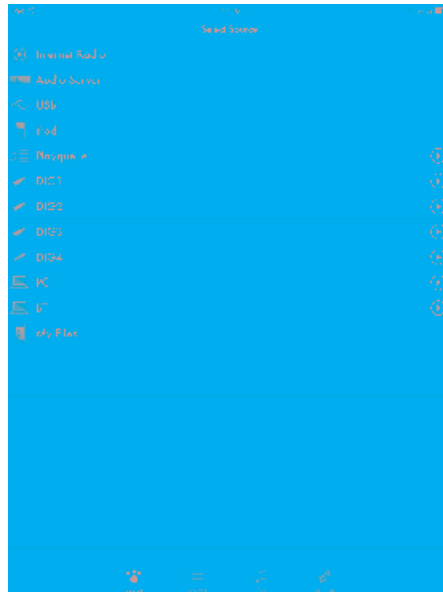 Select Source
Internet Radio
Audio Server
USB
iPod
Playqueue
DIG1
DIG2
DIG3
DIG4
PC
BT
My Files